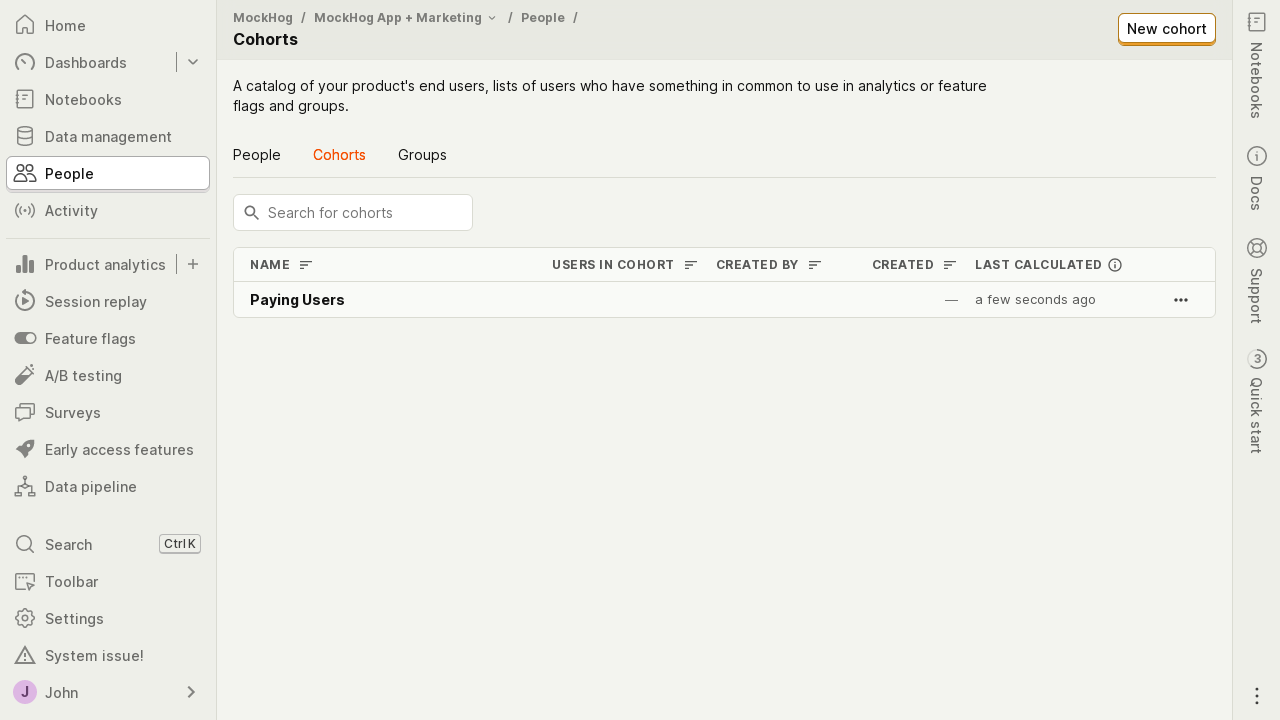 Home
Dashboards
Notebooks
Data management
People
Activity
Product analytics
Session replay
Feature flags
A/B testing
Surveys
Early access features
Data pipeline
Search Ctrl K
Toolbar
Settings
System issue!
J John
MockHog / MockHog App + Marketing / People /
Cohorts
New cohort
A catalog of your product's end users, lists of users who have something in common to use in analytics or feature
flags and groups.
People Cohorts Groups
Search for cohorts
NAME USERS IN COHORT CREATED BY CREATED LAST CALCULATED
Paying Users — a few seconds ago
Notebooks
Docs
Support
3 Quick start